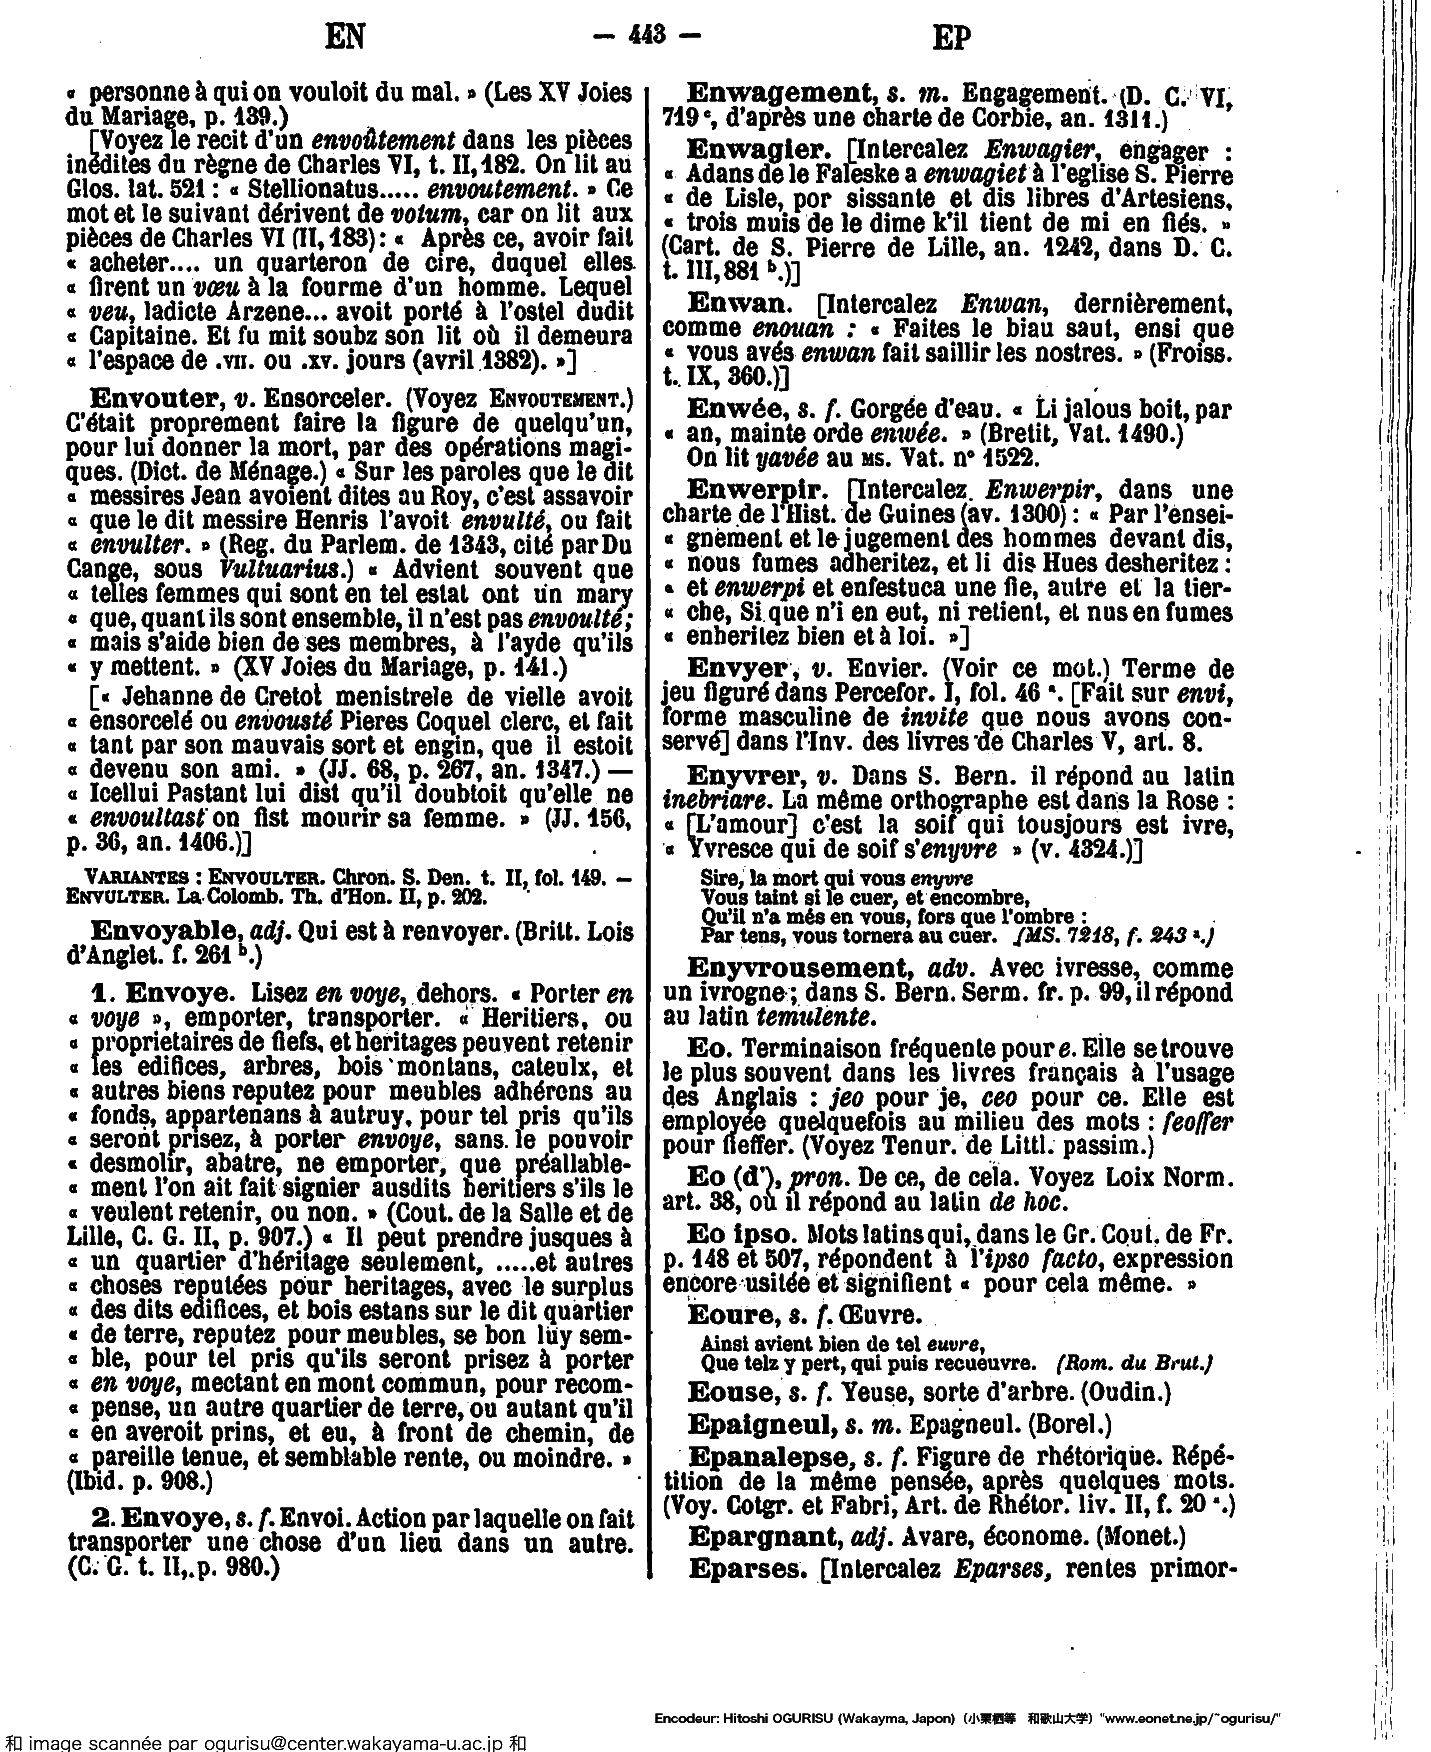 EN — 443 — EP
« personne à qui on vouloit du mal. » (Les XV Joies
du Mariage, p. 139.)
[Voyez le recit d'un envoûtement dans les pièces
inédites du règne de Charles VI, t. II, 182. On lit au
Glos. lat. 521 : « Stellionatus..... envoutement. » Ce
mot et le suivant dérivent de votum, car on lit aux
pièces de Charles VI (II, 183) : « Après ce, avoir fait
« acheter.... un quarteron de cire, duquel elles
« firent un vœu à la fourme d'un homme. Lequel
« veu, ladicte Arzene... avoit porté à l'ostel dudit
« Capitaine. Et fu mit soubz son lit où il demeura
« l'espace de .VII. ou .XV. jours (avril 1382). »]
Envouter, v. Ensorceler. (Voyez ENVOUTEMENT.)
C'était proprement faire la figure de quelqu'un,
pour lui donner la mort, par des opérations magi-
ques. (Dict. de Ménage.) « Sur les paroles que le dit
« messires Jean avoient dites au Roy, c'est assavoir
« que le dit messire Henris l'avoit envulté, ou fait
« envulter. » (Reg. du Parlem. de 1343, cité par Du
Cange, sous Vultuarius.) « Advient souvent que
« telles femmes qui sont en tel estat ont un mary
« que, quant ils sont ensemble, il n'est pas envoulté;
« mais s'aide bien de ses membres, à l'ayde qu'ils
« y mettent. » (XV Joies du Mariage, p. 141.)
[« Jehanne de Cretot menistrele de vielle avoit
« ensorcelé ou envousté Pieres Coquel clerc, et fait
« tant par son mauvais sort et engin, que il estoit
« devenu son ami. » (JJ. 68, p. 267, an. 1347.) —
« Icellui Pastant lui dist qu'il doubtoit qu'elle ne
« envoultast on fist mourir sa femme. » (JJ. 156,
p. 36, an. 1406.)]
VARIANTES : ENVOULTER. Chron. S. Den. t. II, fol. 149. —
ENVULTER. La Colomb. Th. d'Hon. II, p. 202.
Envoyable, adj. Qui est à renvoyer. (Britt. Lois
d'Anglet. f. 261 b.)
1. Envoye. Lisez en voye, dehors. « Porter en
« voye », emporter, transporter. « Heritiers, ou
« proprietaires de fiefs, et heritages peuvent retenir
« les edifices, arbres, bois montans, cateulx, et
« autres biens reputez pour meubles adhérons au
« fonds, appartenans à autruy, pour tel pris qu'ils
« seront prisez, à porter envoye, sans le pouvoir
« desmolir, abatre, ne emporter, que préallable-
« ment l'on ait fait signier ausdits heritiers s'ils le
« veulent retenir, ou non. » (Cout. de la Salle et de
Lille, C. G. II, p. 907.) « Il peut prendre jusques à
« un quartier d'héritage seulement, .....et autres
« choses reputées pour heritages, avec le surplus
« des dits edifices, et bois estans sur le dit quartier
« de terre, reputez pour meubles, se bon luy sem-
« ble, pour tel pris qu'ils seront prisez à porter
« en voye, mectant en mont commun, pour recom-
« pense, un autre quartier de terre, ou autant qu'il
« en averoit prins, et eu, à front de chemin, de
« pareille tenue, et semblable rente, ou moindre. »
(Ibid. p. 908.)
2. Envoye, s. f. Envoi. Action par laquelle on fait
transporter une chose d'un lieu dans un autre.
(C. G. t. II, p. 980.)
Enwagement, s. m. Engagement. (D. C. VI,
719 c, d'après une charte de Corbie, an. 1311.)
Enwagier. [Intercalez Enwagier, engager :
« Adans de le Faleske a enwagiet à l'eglise S. Pierre
« de Lisle, por sissante et dis libres d'Artesiens,
« trois muis de le dime k'il tient de mi en fiés. »
(Cart. de S. Pierre de Lille, an. 1242, dans D. C.
t. III, 881 b.)]
Enwan. [Intercalez Enwan, dernièrement,
comme enouan : « Faites le biau saut, ensi que
« vous avés enwan fait saillir les nostres. » (Froiss.
t. IX, 360.)]
Enwée, s. f. Gorgée d'eau. « Li jalous boit, par
« an, mainte orde enwée. » (Bretit, Vat. 1490.)
On lit yavée au MS. Vat. n° 1522.
Enwerpir. [Intercalez Enwerpir, dans une
charte de l'Hist. de Guines (av. 1300) : « Par l'ensei-
« gnement et le jugement des hommes devant dis,
« nous fumes adheritez, et li dis Hues desheritez :
« et enwerpi et enfestuca une fie, autre et la tier-
« che, Si que n'i en eut, ni retient, et nus en fumes
« enheritez bien et à loi. »]
Envyer, v. Envier. (Voir ce mot.) Terme de
jeu figuré dans Percefor. I, fol. 46 a. [Fait sur envi,
forme masculine de invite que nous avons con-
servé] dans l'Inv. des livres de Charles V, art. 8.
Enyvrer, v. Dans S. Bern. il répond au latin
inebriare. La même orthographe est dans la Rose :
« [L'amour] c'est la soif qui tousjours est ivre,
« Yvresce qui de soif s'enyvre » (v. 4324.)]
Sire, la mort qui vous enyvre
Vous taint si le cuer, et encombre,
Qu'il n'a més en vous, fors que l'ombre :
Par tens, vous tornera au cuer. (MS. 7218, f. 243 a.)
Enyvrousement, adv. Avec ivresse, comme
un ivrogne ; dans S. Bern. Serm. fr. p. 99, il répond
au latin temulente.
Eo. Terminaison fréquente pour e. Elle se trouve
le plus souvent dans les livres français à l'usage
des Anglais : jeo pour je, ceo pour ce. Elle est
employée quelquefois au milieu des mots : feoffer
pour fieffer. (Voyez Tenur. de Littl. passim.)
Eo (d'), pron. De ce, de cela. Voyez Loix Norm.
art. 38, où il répond au latin de hoc.
Eo ipso. Mots latins qui, dans le Gr. Cout. de Fr.
p. 148 et 507, répondent à l'ipso facto, expression
encore usitée et signifient « pour cela même. »
Eoure, s. f. Œuvre.
Ainsi avient bien de tel euvre,
Que telz y pert, qui puis recueuvre. (Rom. du Brut.)
Eouse, s. f. Yeuse, sorte d'arbre. (Oudin.)
Epaigneul, s. m. Epagneul. (Borel.)
Epanalepse, s. f. Figure de rhétorique. Répé-
tition de la même pensée, après quelques mots.
(Voy. Cotgr. et Fabri, Art. de Rhétor. liv. II, f. 20 a.)
Epargnant, adj. Avare, économe. (Monet.)
Eparses. [Intercalez Eparses, rentes primor-
Encodeur: Hitoshi OGURISU (Wakayma, Japon) (小栗栖等 和歌山大学) "www.eonet.ne.jp/~ogurisu/"
和 image scannée par ogurisu@center.wakayama-u.ac.jp 和